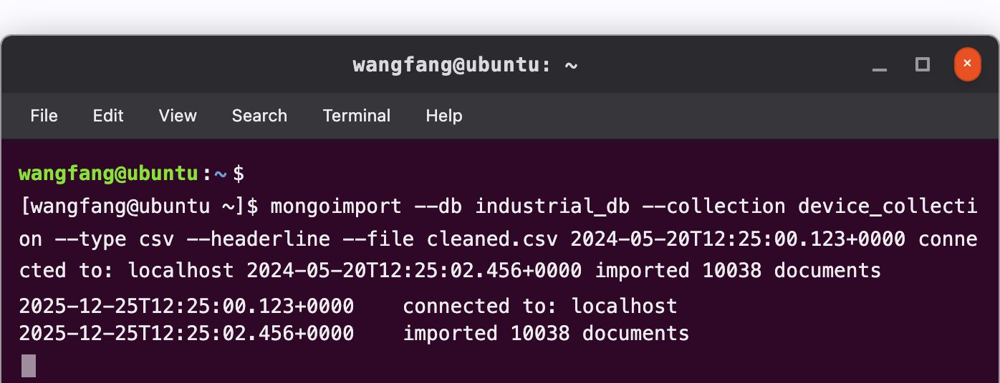 wangfang@ubuntu: ~
File Edit View Search Terminal Help
wangfang@ubuntu:~$
[wangfang@ubuntu ~]$ mongoimport --db industrial_db --collection device_collecti
on --type csv --headerline --file cleaned.csv 2024-05-20T12:25:00.123+0000 conne
cted to: localhost 2024-05-20T12:25:02.456+0000 imported 10038 documents
2025-12-25T12:25:00.123+0000    connected to: localhost
2025-12-25T12:25:02.456+0000    imported 10038 documents